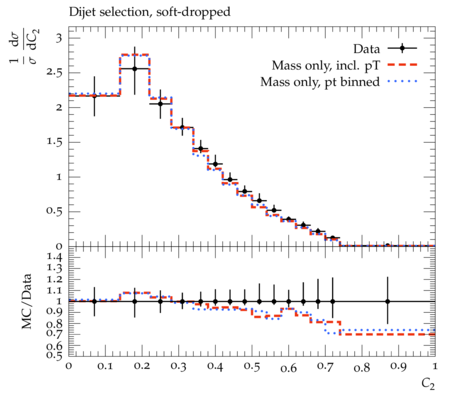 Dijet selection, soft-dropped
1/σ dσ/dC₂
3
2.5
2
1.5
1
0.5
0
Data
Mass only, incl. pT
Mass only, pt binned
MC/Data
1.4
1.3
1.2
1.1
1
0.9
0.8
0.7
0.6
0.5
0 0.1 0.2 0.3 0.4 0.5 0.6 0.7 0.8 0.9 1
C₂